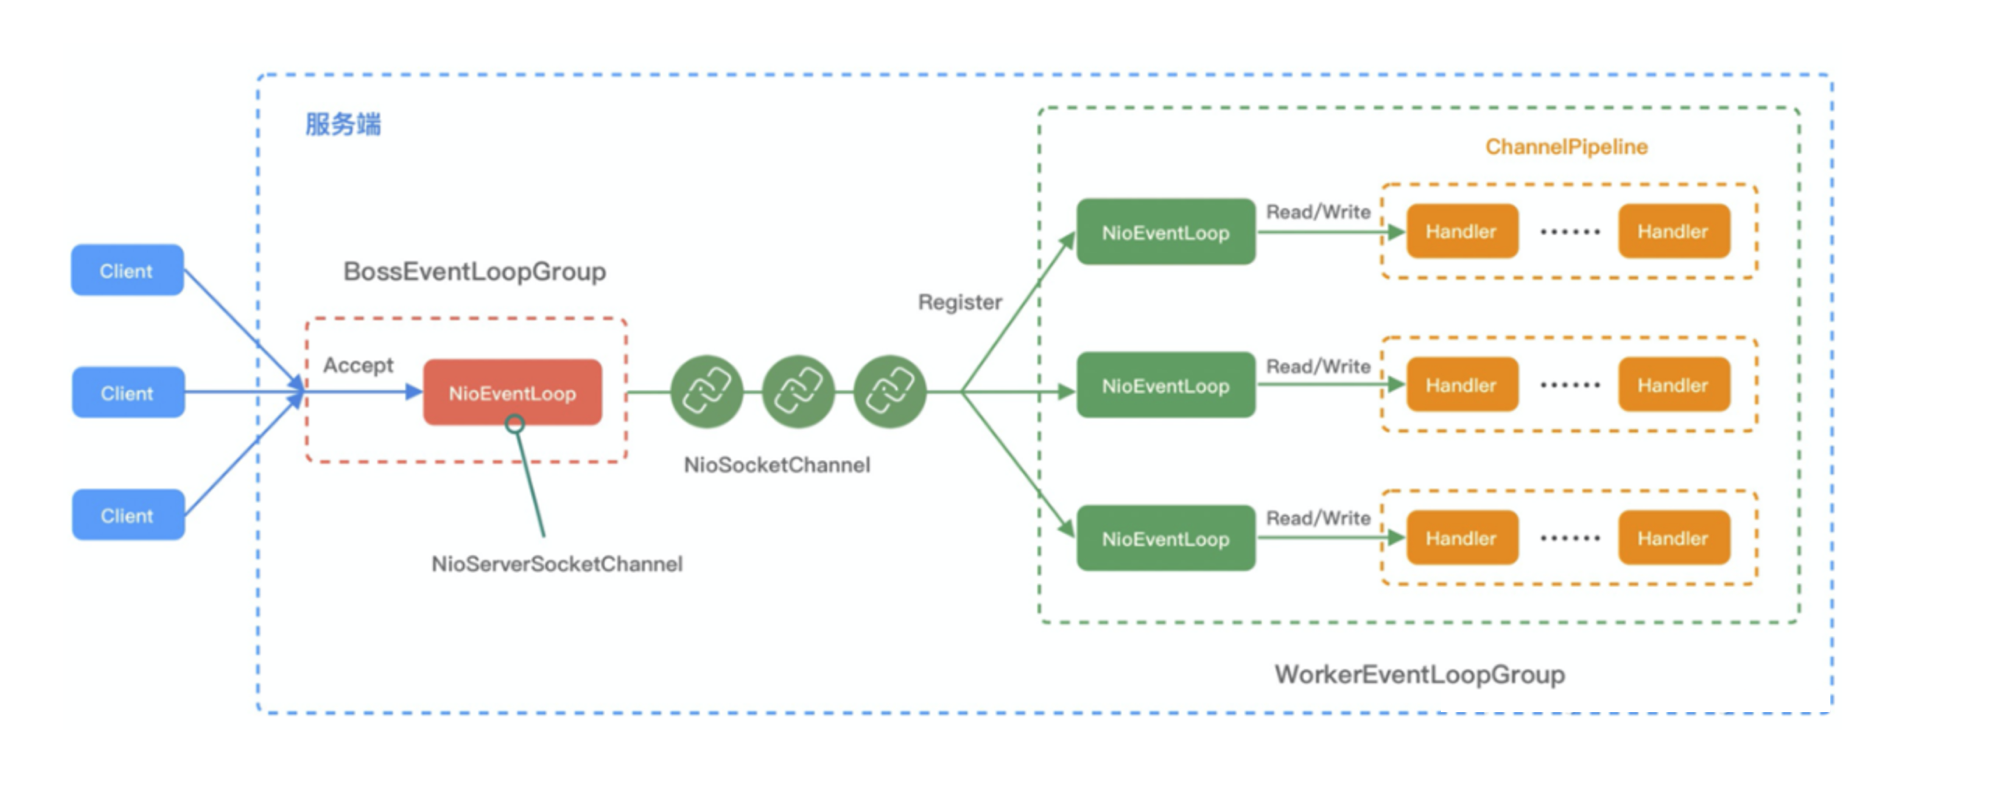 服务端
ChannelPipeline
Client
Client
Client
BossEventLoopGroup
Accept
NioEventLoop
NioServerSocketChannel
NioSocketChannel
Register
NioEventLoop
Read/Write
Handler ······ Handler
NioEventLoop
Read/Write
Handler ······ Handler
NioEventLoop
Read/Write
Handler ······ Handler
WorkerEventLoopGroup